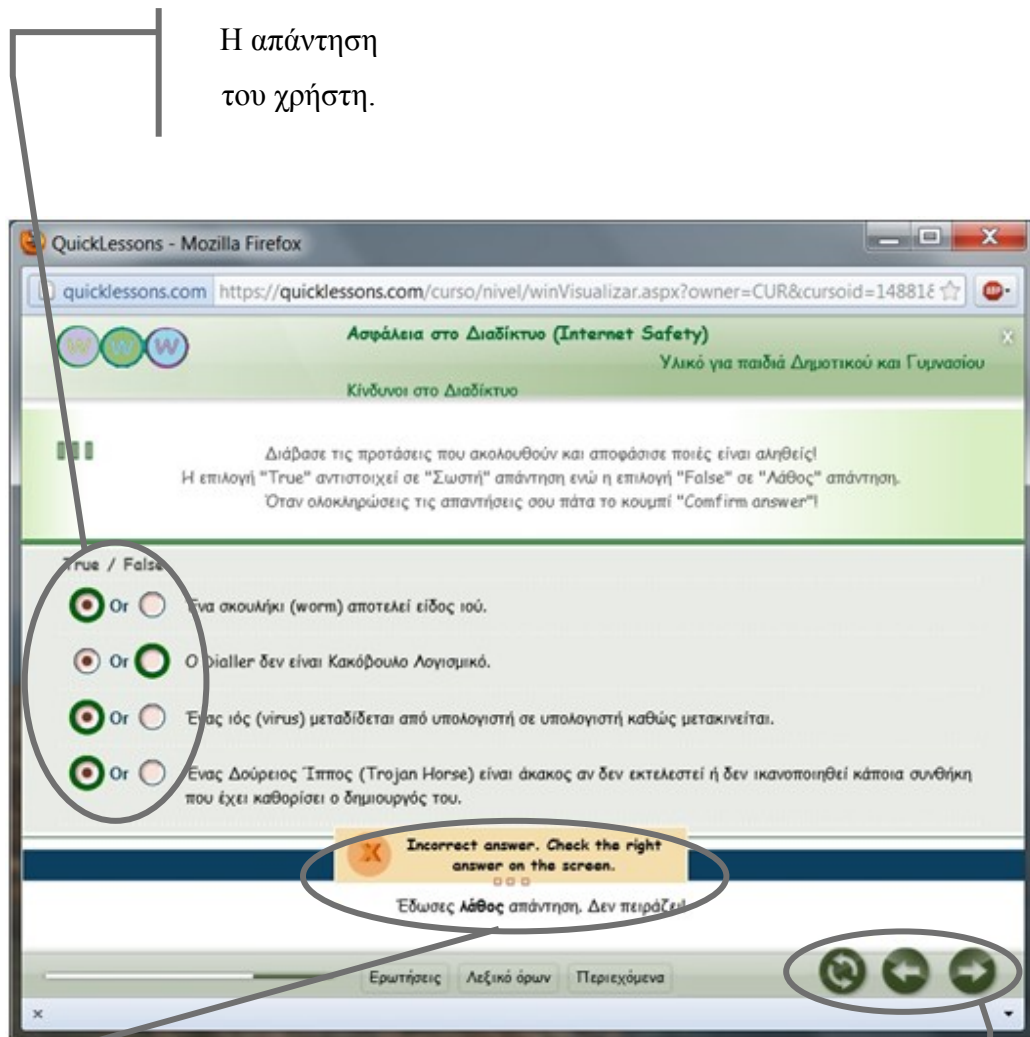 Η απάντηση
του χρήστη.
QuickLessons - Mozilla Firefox
quicklessons.com https://quicklessons.com/curso/nivel/winVisualizar.aspx?owner=CUR&cursoid=148818
W W W
Ασφάλεια στο Διαδίκτυο (Internet Safety)
Υλικό για παιδιά Δημοτικού και Γυμνασίου
Κίνδυνοι στο Διαδίκτυο
Διάβασε τις προτάσεις που ακολουθούν και αποφάσισε ποιές είναι αληθείς!
Η επιλογή "True" αντιστοιχεί σε "Σωστή" απάντηση ενώ η επιλογή "False" σε "Λάθος" απάντηση.
Όταν ολοκληρώσεις τις απαντήσεις σου πάτα το κουμπί "Comfirm answer"!
True / False
Or Ένα σκουλήκι (worm) αποτελεί είδος ιού.
Or Ο Dialler δεν είναι Κακόβουλο Λογισμικό.
Or Ένας ιός (virus) μεταδίδεται από υπολογιστή σε υπολογιστή καθώς μετακινείται.
Or Ένας Δούρειος Ίππος (Trojan Horse) είναι άκακος αν δεν εκτελεστεί ή δεν ικανοποιηθεί κάποια συνθήκη
που έχει καθορίσει ο δημιουργός του.
Incorrect answer. Check the right
answer on the screen.
Έδωσες λάθος απάντηση. Δεν πειράζει!
Ερωτήσεις Λεξικό όρων Περιεχόμενα